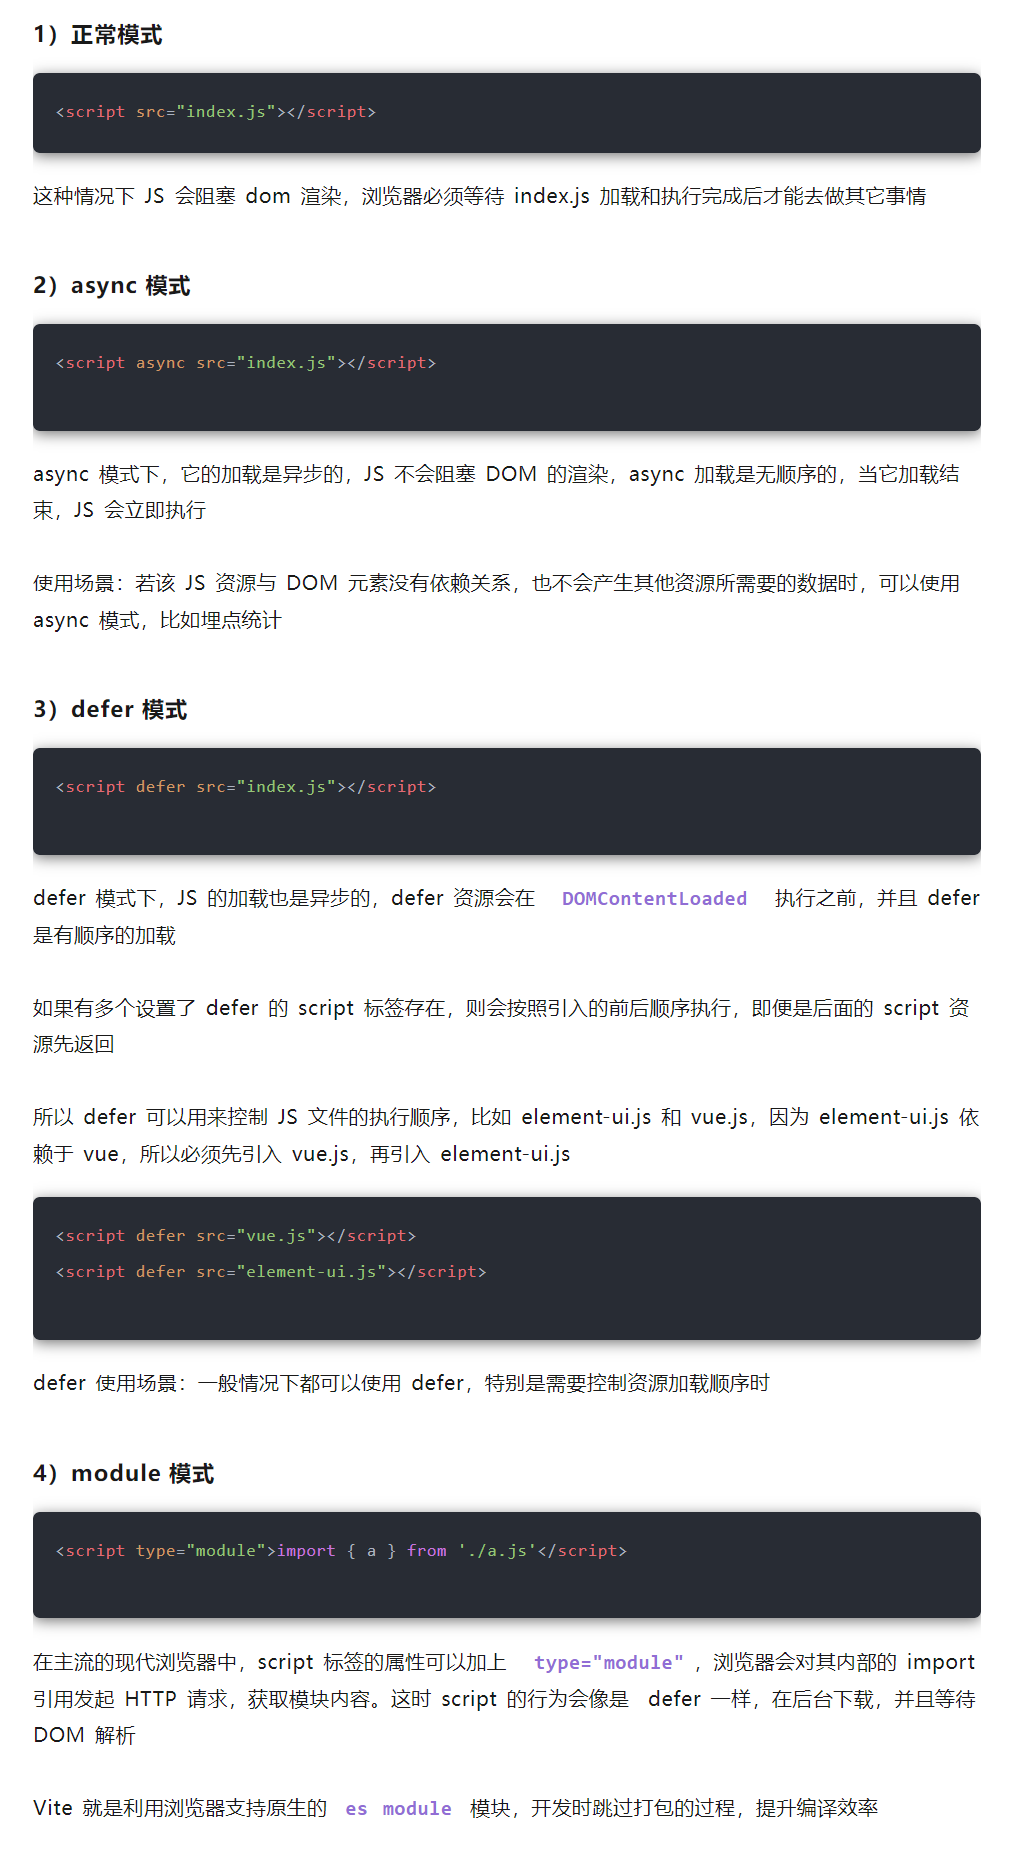 1）正常模式
<script src="index.js"></script>
这种情况下 JS 会阻塞 dom 渲染，浏览器必须等待 index.js 加载和执行完成后才能去做其它事情
2）async 模式
<script async src="index.js"></script>
async 模式下，它的加载是异步的，JS 不会阻塞 DOM 的渲染，async 加载是无顺序的，当它加载结
束，JS 会立即执行
使用场景：若该 JS 资源与 DOM 元素没有依赖关系，也不会产生其他资源所需要的数据时，可以使用
async 模式，比如埋点统计
3）defer 模式
<script defer src="index.js"></script>
defer 模式下，JS 的加载也是异步的，defer 资源会在 DOMContentLoaded 执行之前，并且 defer
是有顺序的加载
如果有多个设置了 defer 的 script 标签存在，则会按照引入的前后顺序执行，即便是后面的 script 资
源先返回
所以 defer 可以用来控制 JS 文件的执行顺序，比如 element-ui.js 和 vue.js，因为 element-ui.js 依
赖于 vue，所以必须先引入 vue.js，再引入 element-ui.js
<script defer src="vue.js"></script>
<script defer src="element-ui.js"></script>
defer 使用场景：一般情况下都可以使用 defer，特别是需要控制资源加载顺序时
4）module 模式
<script type="module">import { a } from './a.js'</script>
在主流的现代浏览器中，script 标签的属性可以加上 type="module"，浏览器会对其内部的 import
引用发起 HTTP 请求，获取模块内容。这时 script 的行为会像是 defer 一样，在后台下载，并且等待
DOM 解析
Vite 就是利用浏览器支持原生的 es module 模块，开发时跳过打包的过程，提升编译效率